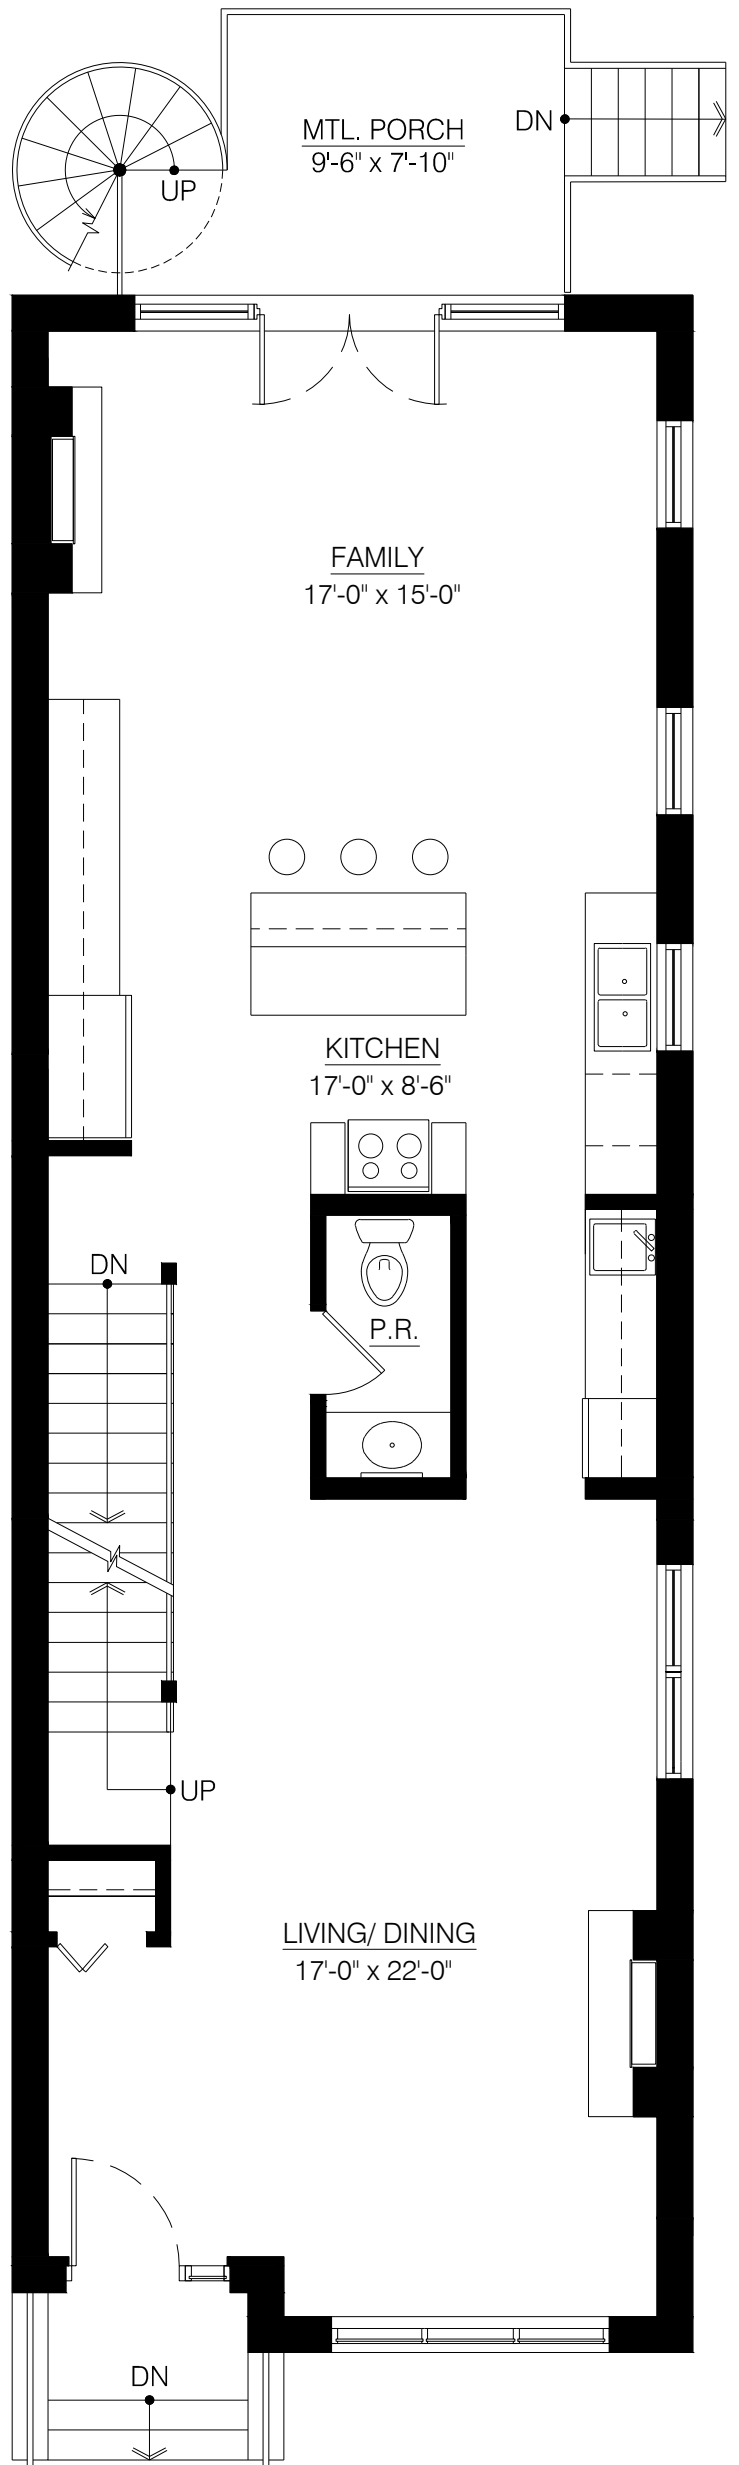 MTL. PORCH
9'-6" x 7'-10"
DN
UP
FAMILY
17'-0" x 15'-0"
KITCHEN
17'-0" x 8'-6"
DN
P.R.
UP
LIVING/ DINING
17'-0" x 22'-0"
DN